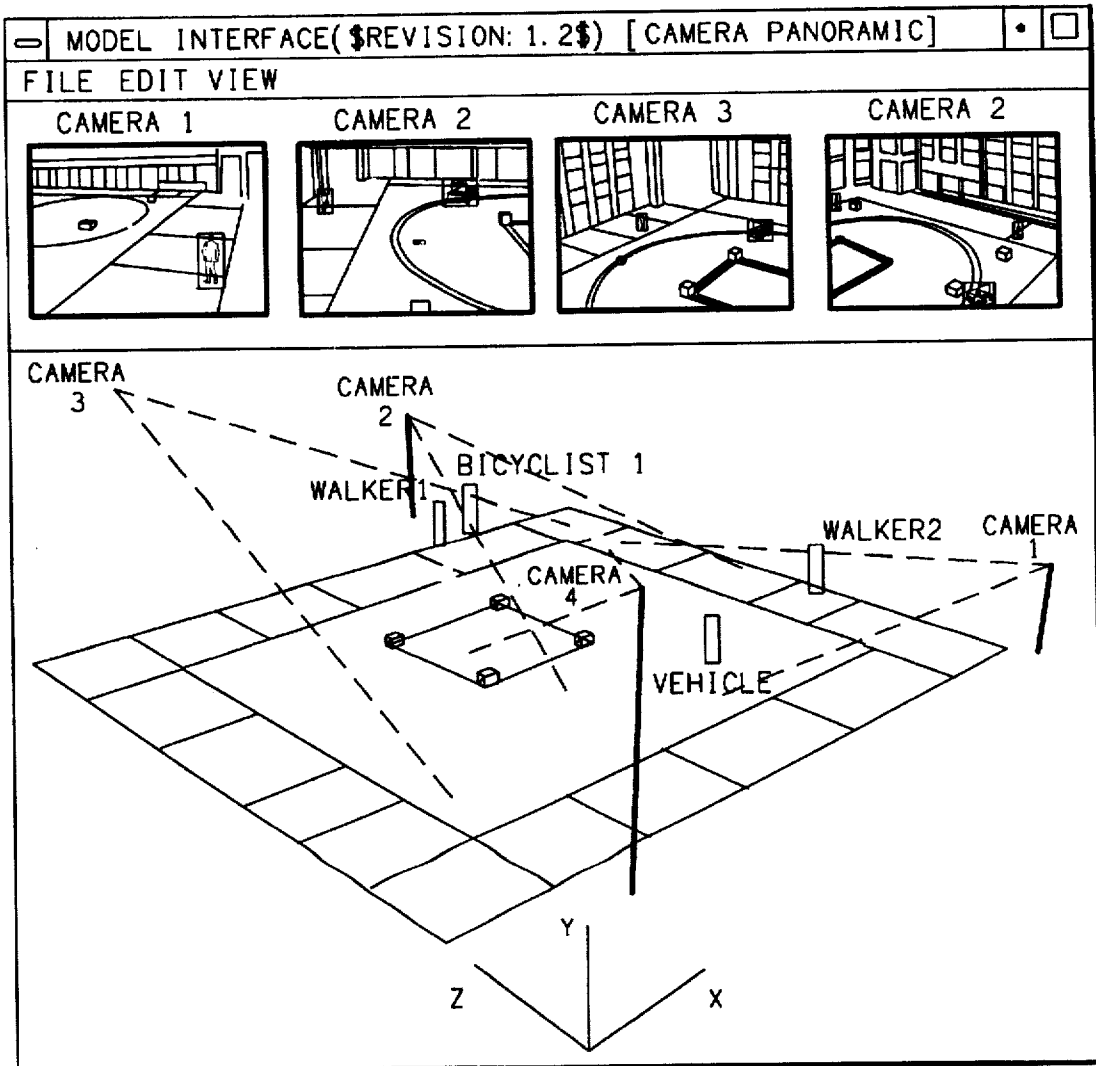 MODEL INTERFACE($REVISION: 1.2$) [CAMERA PANORAMIC]
FILE EDIT VIEW
CAMERA 1
CAMERA 2
CAMERA 3
CAMERA 2
CAMERA
3
CAMERA
2
BICYCLIST 1
WALKER1
WALKER2
CAMERA
1
CAMERA
4
VEHICLE
Y
Z
X